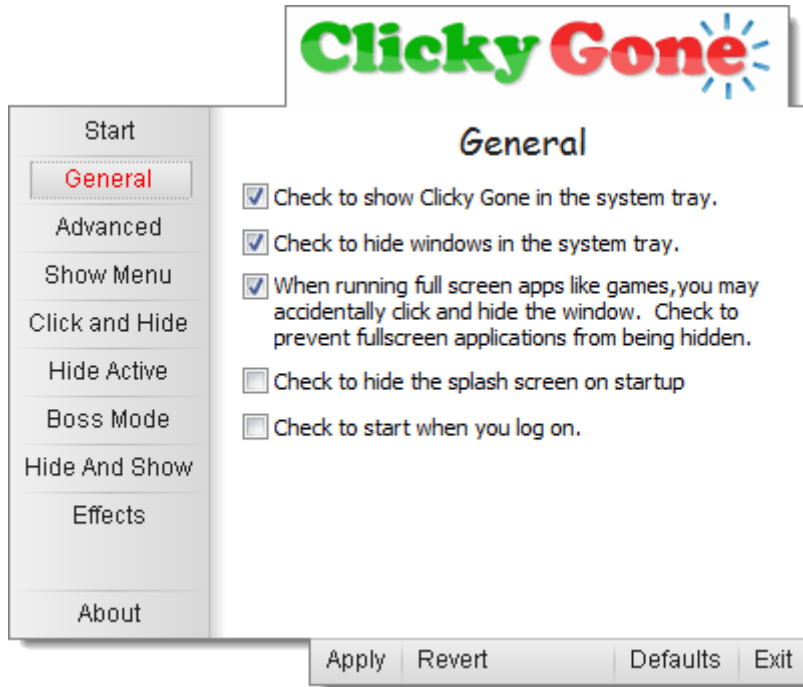 Clicky Gone
Start
General
Advanced
Show Menu
Click and Hide
Hide Active
Boss Mode
Hide And Show
Effects
About
General
Check to show Clicky Gone in the system tray.
Check to hide windows in the system tray.
When running full screen apps like games,you may
accidentally click and hide the window.  Check to
prevent fullscreen applications from being hidden.
Check to hide the splash screen on startup
Check to start when you log on.
Apply Revert Defaults Exit